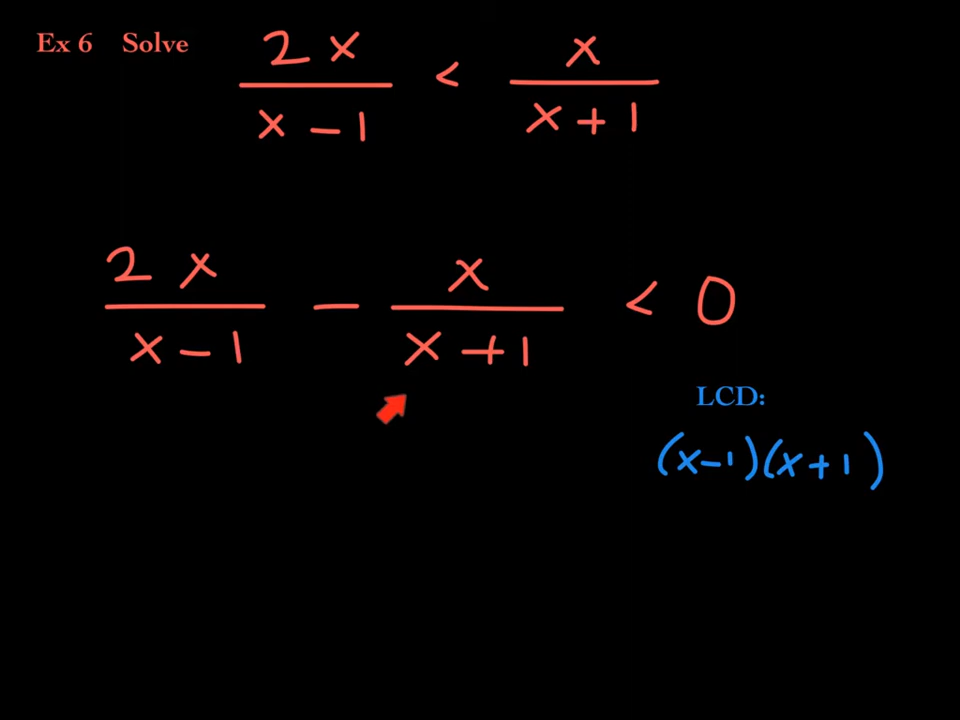 Ex 6 Solve
2x / x - 1 < x / x + 1
2x / x - 1 - x / x + 1 < 0
LCD:
(x-1)(x+1)